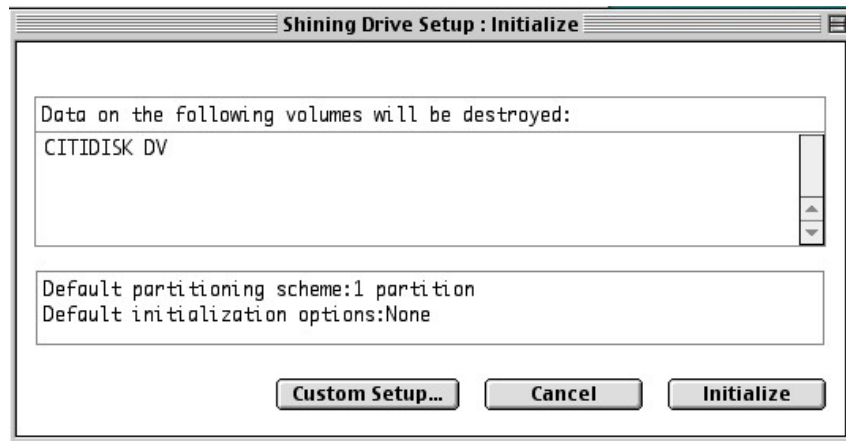 Shining Drive Setup : Initialize
Data on the following volumes will be destroyed:
CITIDISK DV
Default partitioning scheme:1 partition
Default initialization options:None
Custom Setup... Cancel Initialize